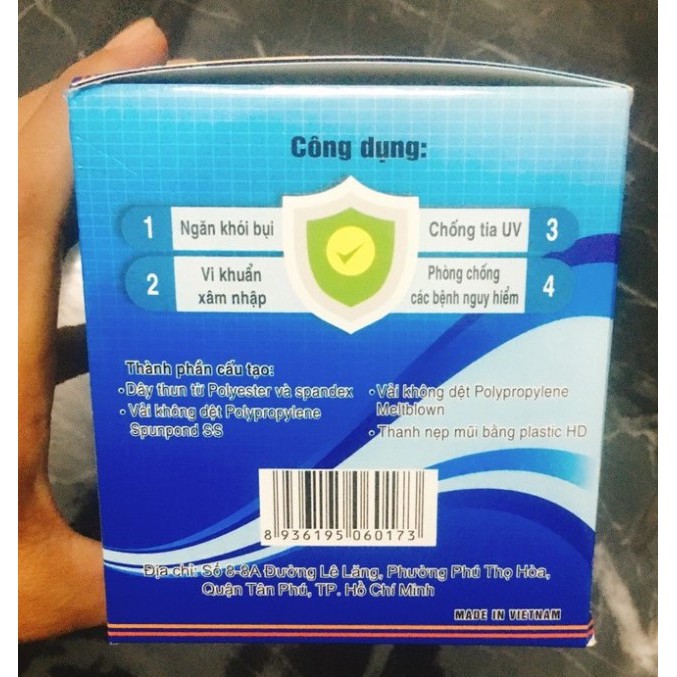 Công dụng:
1 Ngăn khói bụi
Chống tia UV 3
2 Vi khuẩn
xâm nhập
Phòng chống
các bệnh nguy hiểm 4
Thành phần cấu tạo:
• Dây thun từ Polyester và spandex
• Vải không dệt Polypropylene
Spunpond SS
• Vải không dệt Polypropylene
Meltblown
• Thanh nẹp mũi bằng plastic HD
8 936195 060173
Địa chỉ: Số 8-8A Đường Lê Lăng, Phường Phú Thọ Hòa,
Quận Tân Phú, TP. Hồ Chí Minh
MADE IN VIETNAM